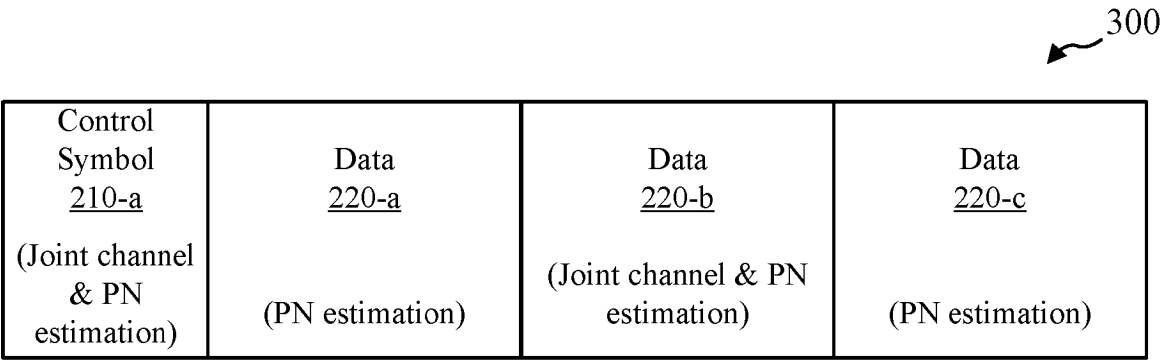 300
Control
Symbol
210-a
(Joint channel
& PN
estimation)
Data
220-a
(PN estimation)
Data
220-b
(Joint channel & PN
estimation)
Data
220-c
(PN estimation)